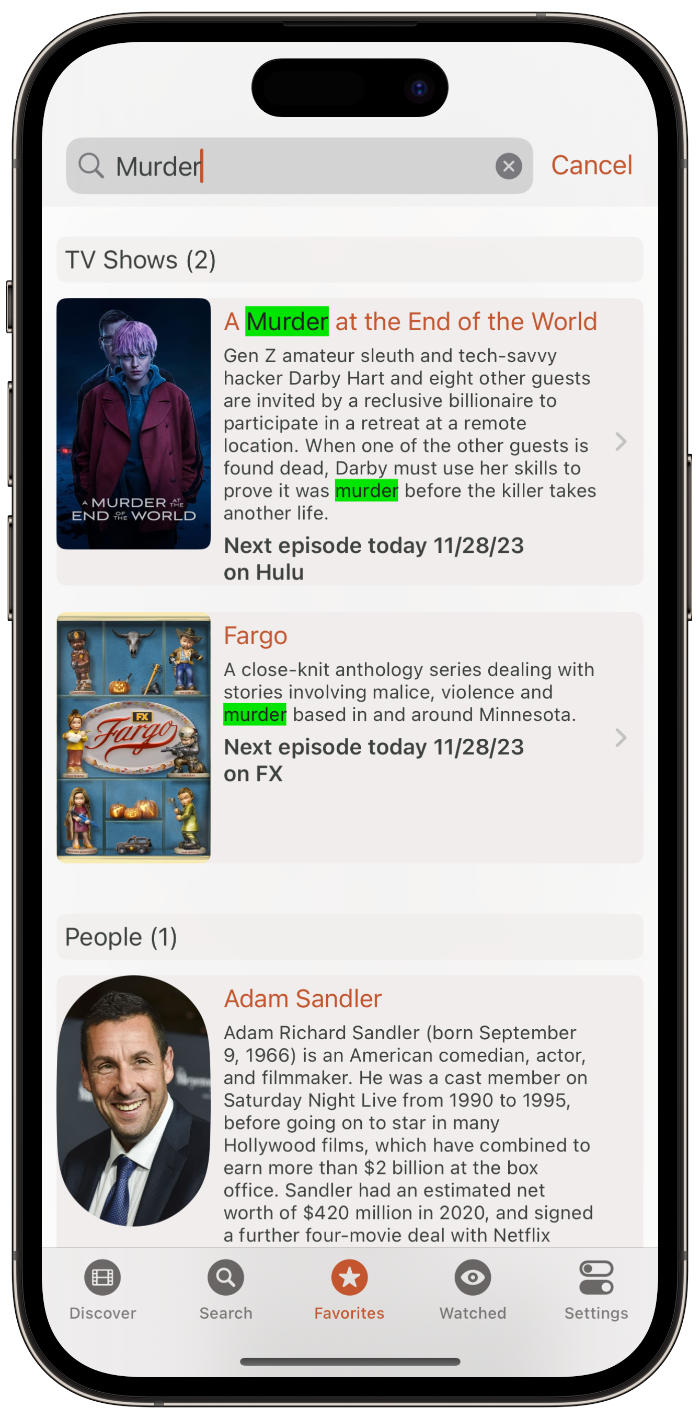 Murder
Cancel
TV Shows (2)
A Murder at the End of the World
Gen Z amateur sleuth and tech-savvy
hacker Darby Hart and eight other guests
are invited by a reclusive billionaire to
participate in a retreat at a remote
location. When one of the other guests is
found dead, Darby must use her skills to
prove it was murder before the killer takes
another life.
Next episode today 11/28/23
on Hulu
A MURDER AT THE
END OF THE WORLD
Fargo
A close-knit anthology series dealing with
stories involving malice, violence and
murder based in and around Minnesota.
Next episode today 11/28/23
on FX
FX
Fargo
People (1)
Adam Sandler
Adam Richard Sandler (born September
9, 1966) is an American comedian, actor,
and filmmaker. He was a cast member on
Saturday Night Live from 1990 to 1995,
before going on to star in many
Hollywood films, which have combined to
earn more than $2 billion at the box
office. Sandler had an estimated net
worth of $420 million in 2020, and signed
a further four-movie deal with Netflix
Discover
Search
Favorites
Watched
Settings